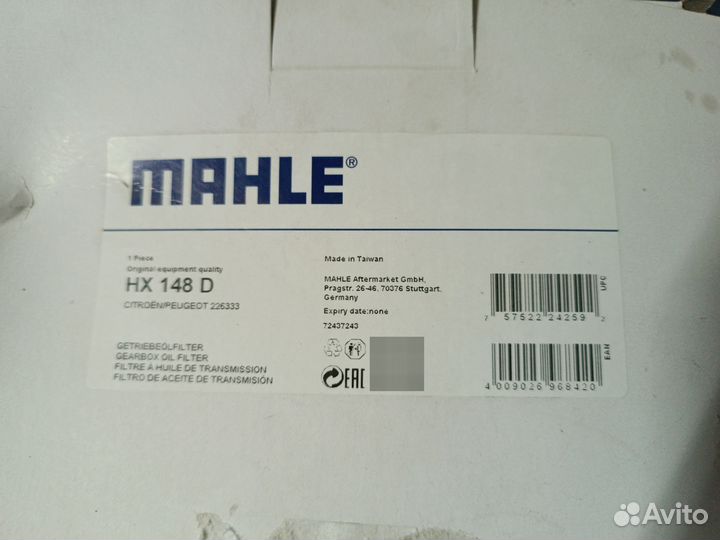 MAHLE®
1 Piece
Original equipment quality
HX 148 D
CITROËN/PEUGEOT 226333
GETRIEBEÖLFILTER
GEARBOX OIL FILTER
FILTRE A HUILE DE TRANSMISSION
FILTRO DE ACEITE DE TRANSMISIÓN
Made in Taiwan
MAHLE Aftermarket GmbH,
Pragstr. 26-46, 70376 Stuttgart,
Germany
Expiry date:none
72437243
EAC
UPC
7 57522 24259 2
EAN
4 009026 968420
Avito